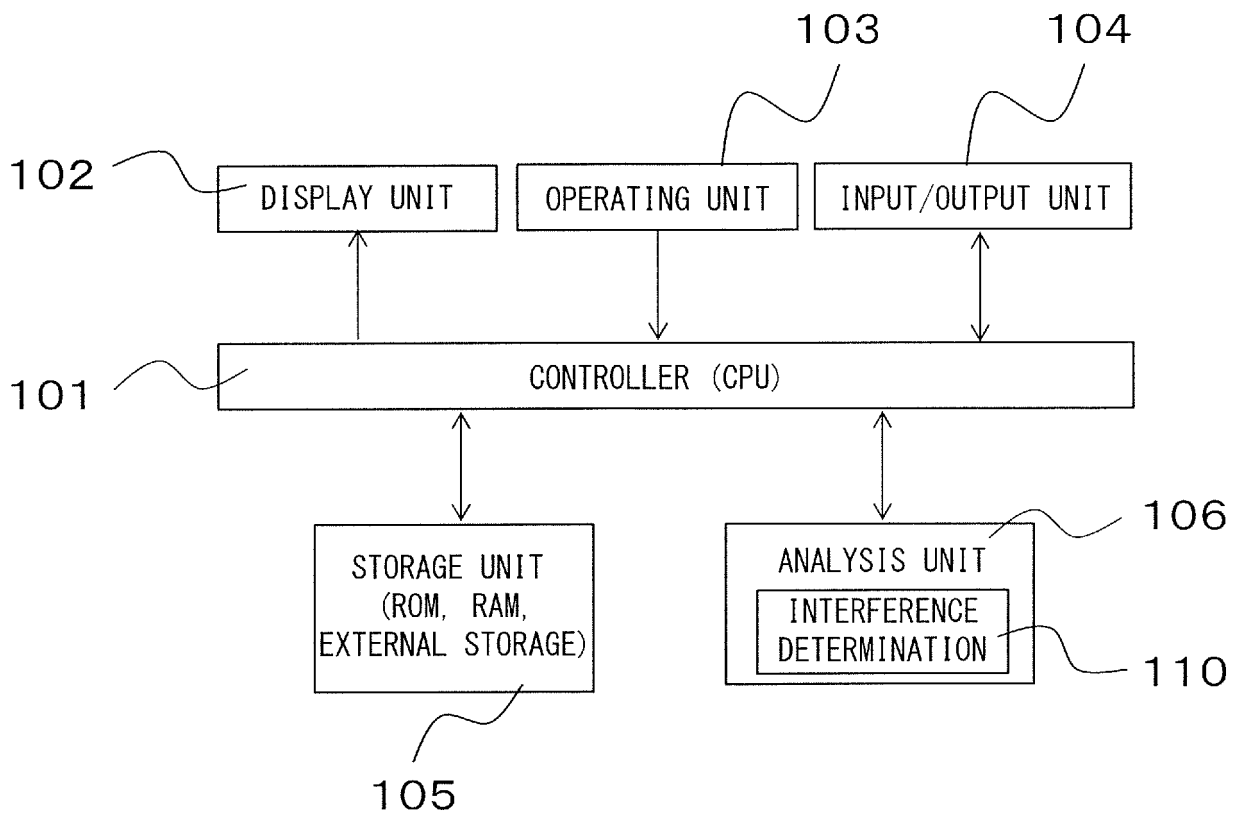 103
104
102
DISPLAY UNIT
OPERATING UNIT
INPUT/OUTPUT UNIT
101
CONTROLLER (CPU)
106
STORAGE UNIT
(ROM, RAM,
EXTERNAL STORAGE)
ANALYSIS UNIT
INTERFERENCE
DETERMINATION
110
105